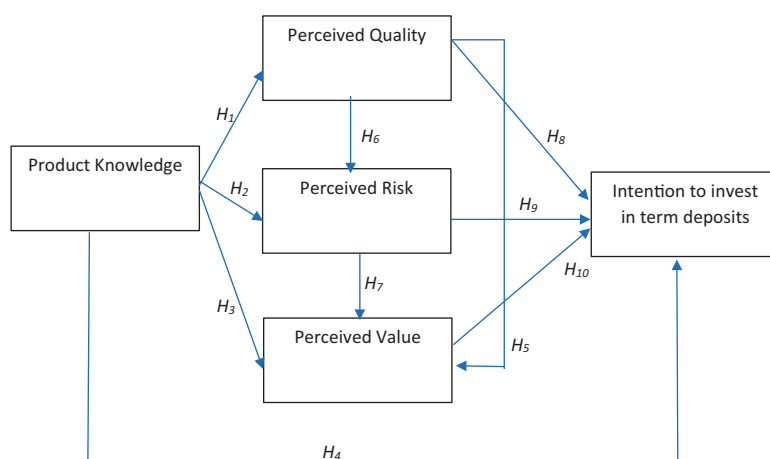 Perceived Quality
H1
H6
H8
Product Knowledge
H2
Perceived Risk
H9
Intention to invest
in term deposits
H7
H10
H3
Perceived Value
H5
H4